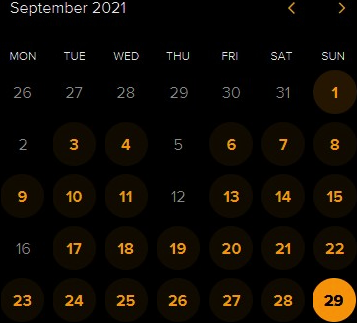 September 2021
MON TUE WED THU FRI SAT SUN
26 27 28 29 30 31 1
2 3 4 5 6 7 8
9 10 11 12 13 14 15
16 17 18 19 20 21 22
23 24 25 26 27 28 29